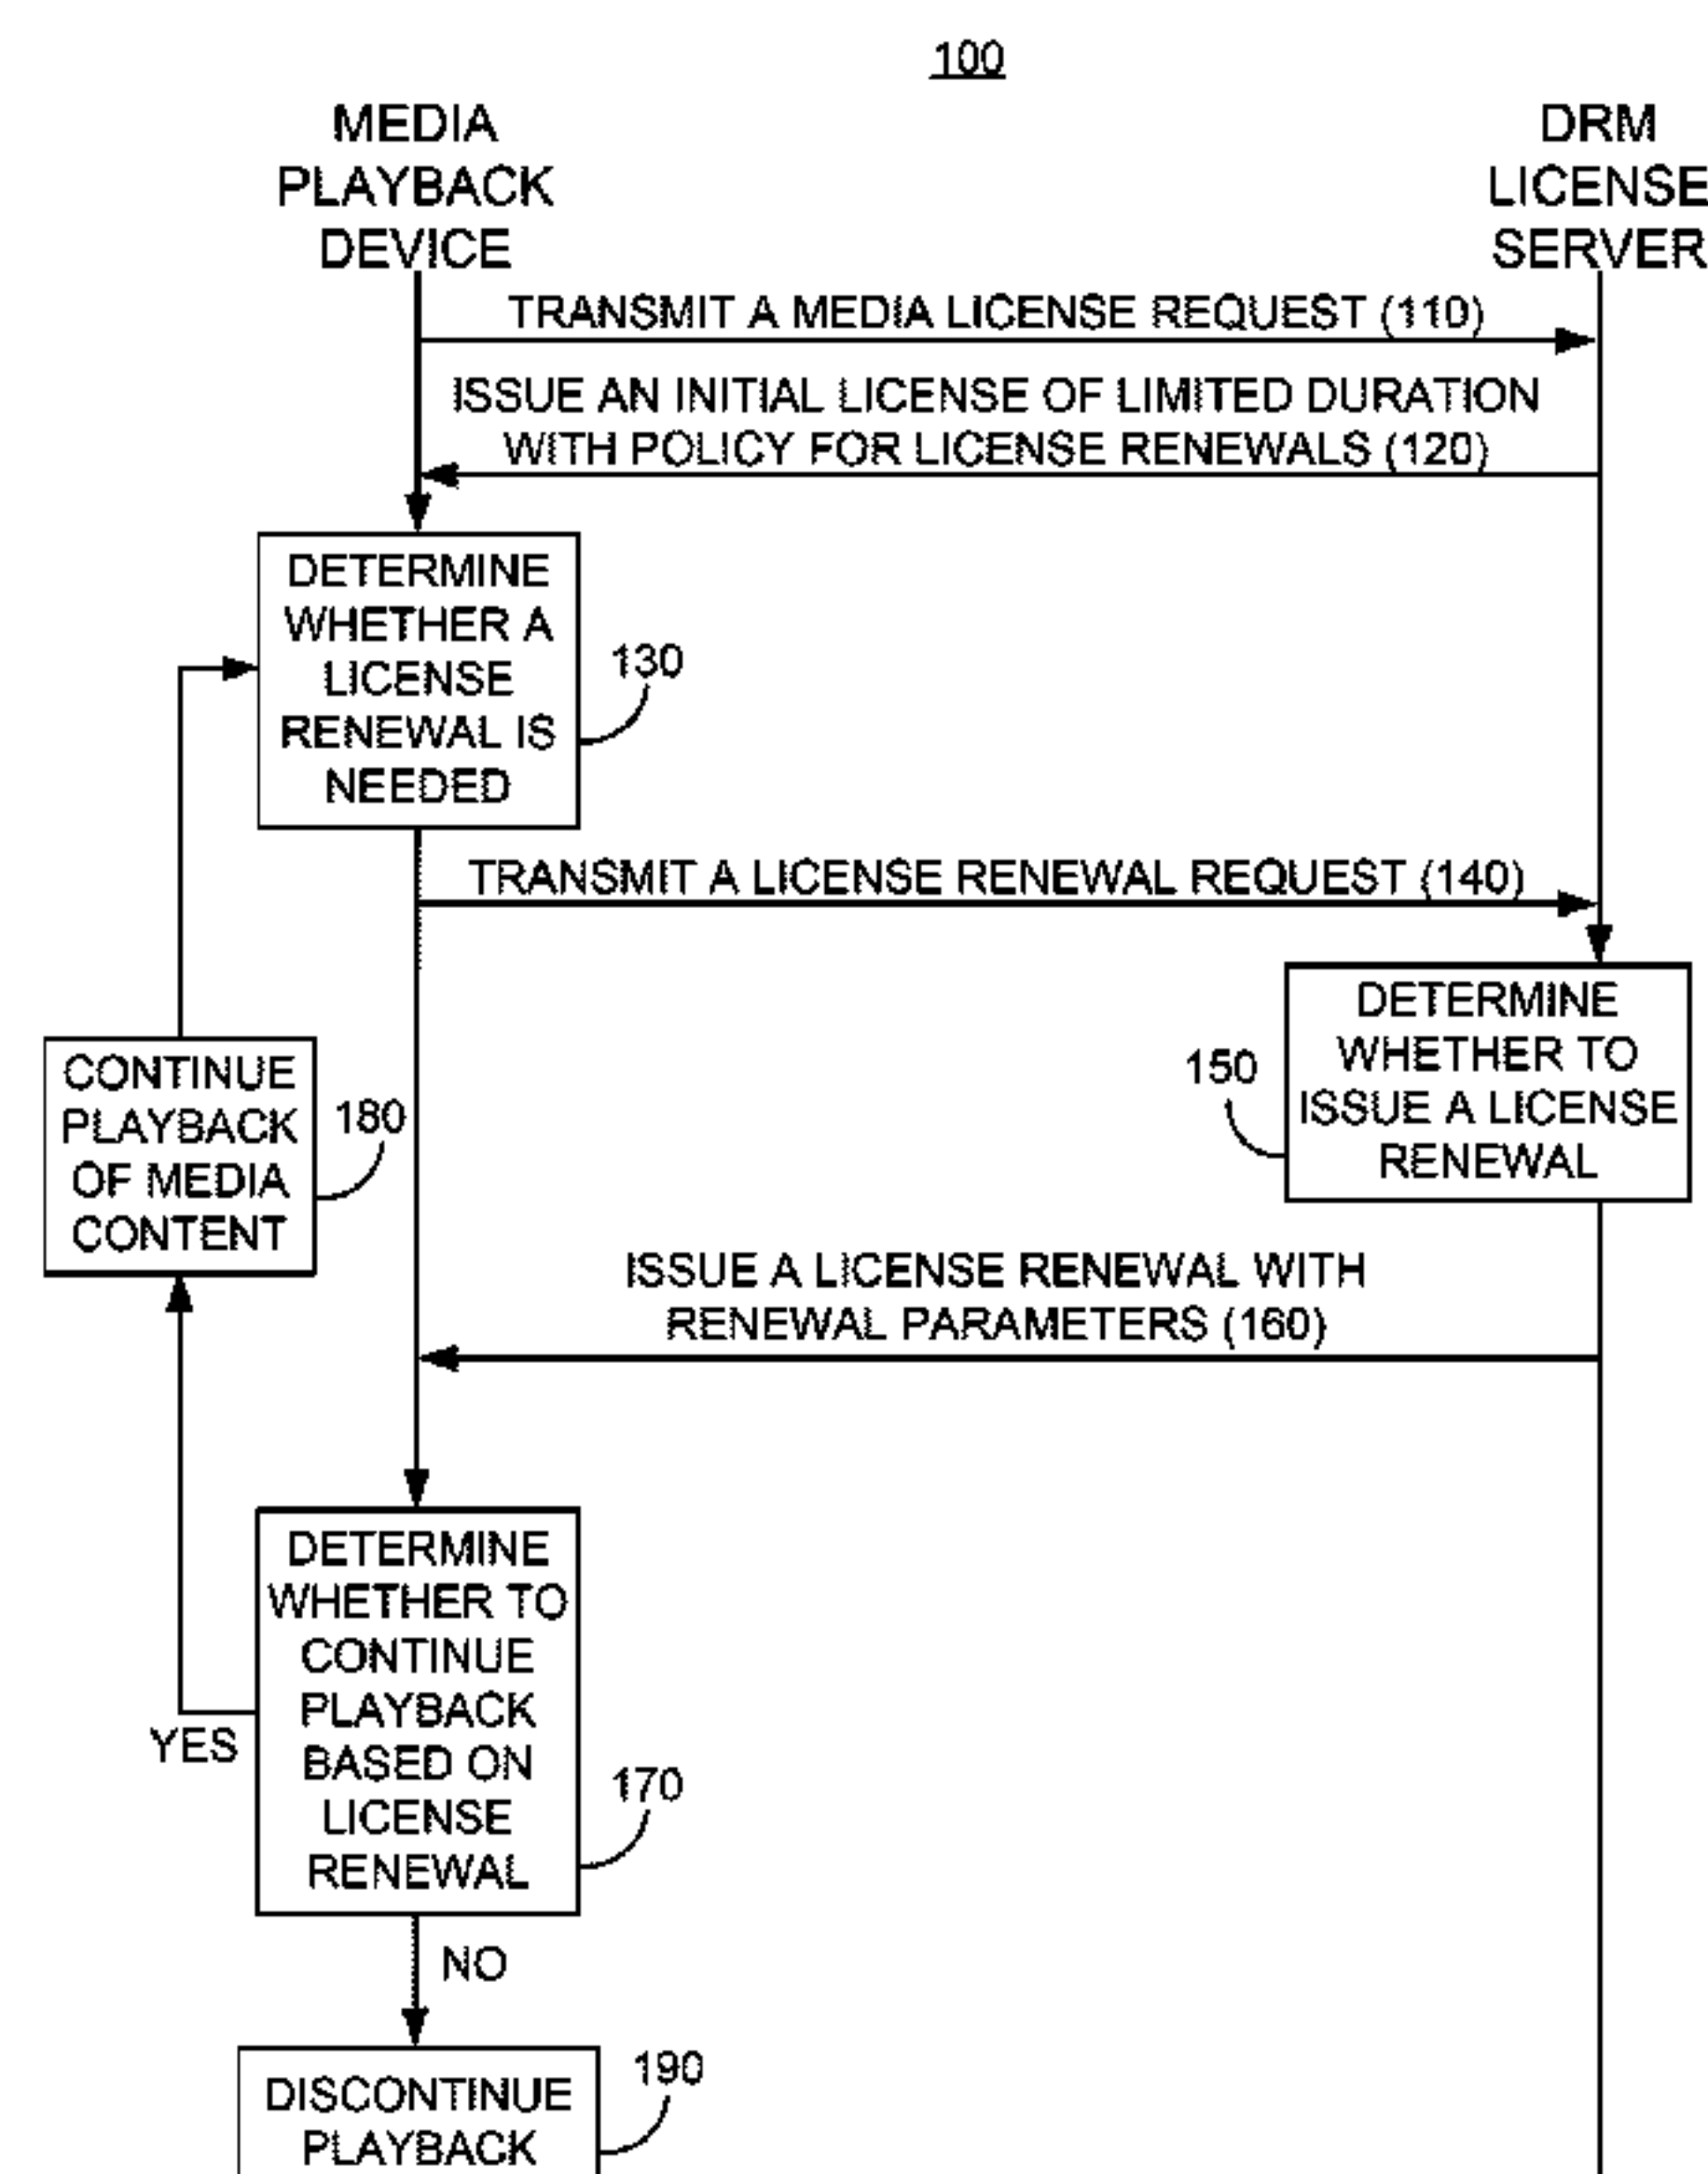 100
MEDIA
PLAYBACK
DEVICE
DRM
LICENSE
SERVER
TRANSMIT A MEDIA LICENSE REQUEST (110)
ISSUE AN INITIAL LICENSE OF LIMITED DURATION
WITH POLICY FOR LICENSE RENEWALS (120)
DETERMINE
WHETHER A
LICENSE
RENEWAL IS
NEEDED
130
TRANSMIT A LICENSE RENEWAL REQUEST (140)
DETERMINE
WHETHER TO
ISSUE A LICENSE
RENEWAL
150
CONTINUE
PLAYBACK
OF MEDIA
CONTENT
180
ISSUE A LICENSE RENEWAL WITH
RENEWAL PARAMETERS (160)
DETERMINE
WHETHER TO
CONTINUE
PLAYBACK
BASED ON
LICENSE
RENEWAL
170
YES
NO
DISCONTINUE
PLAYBACK
190